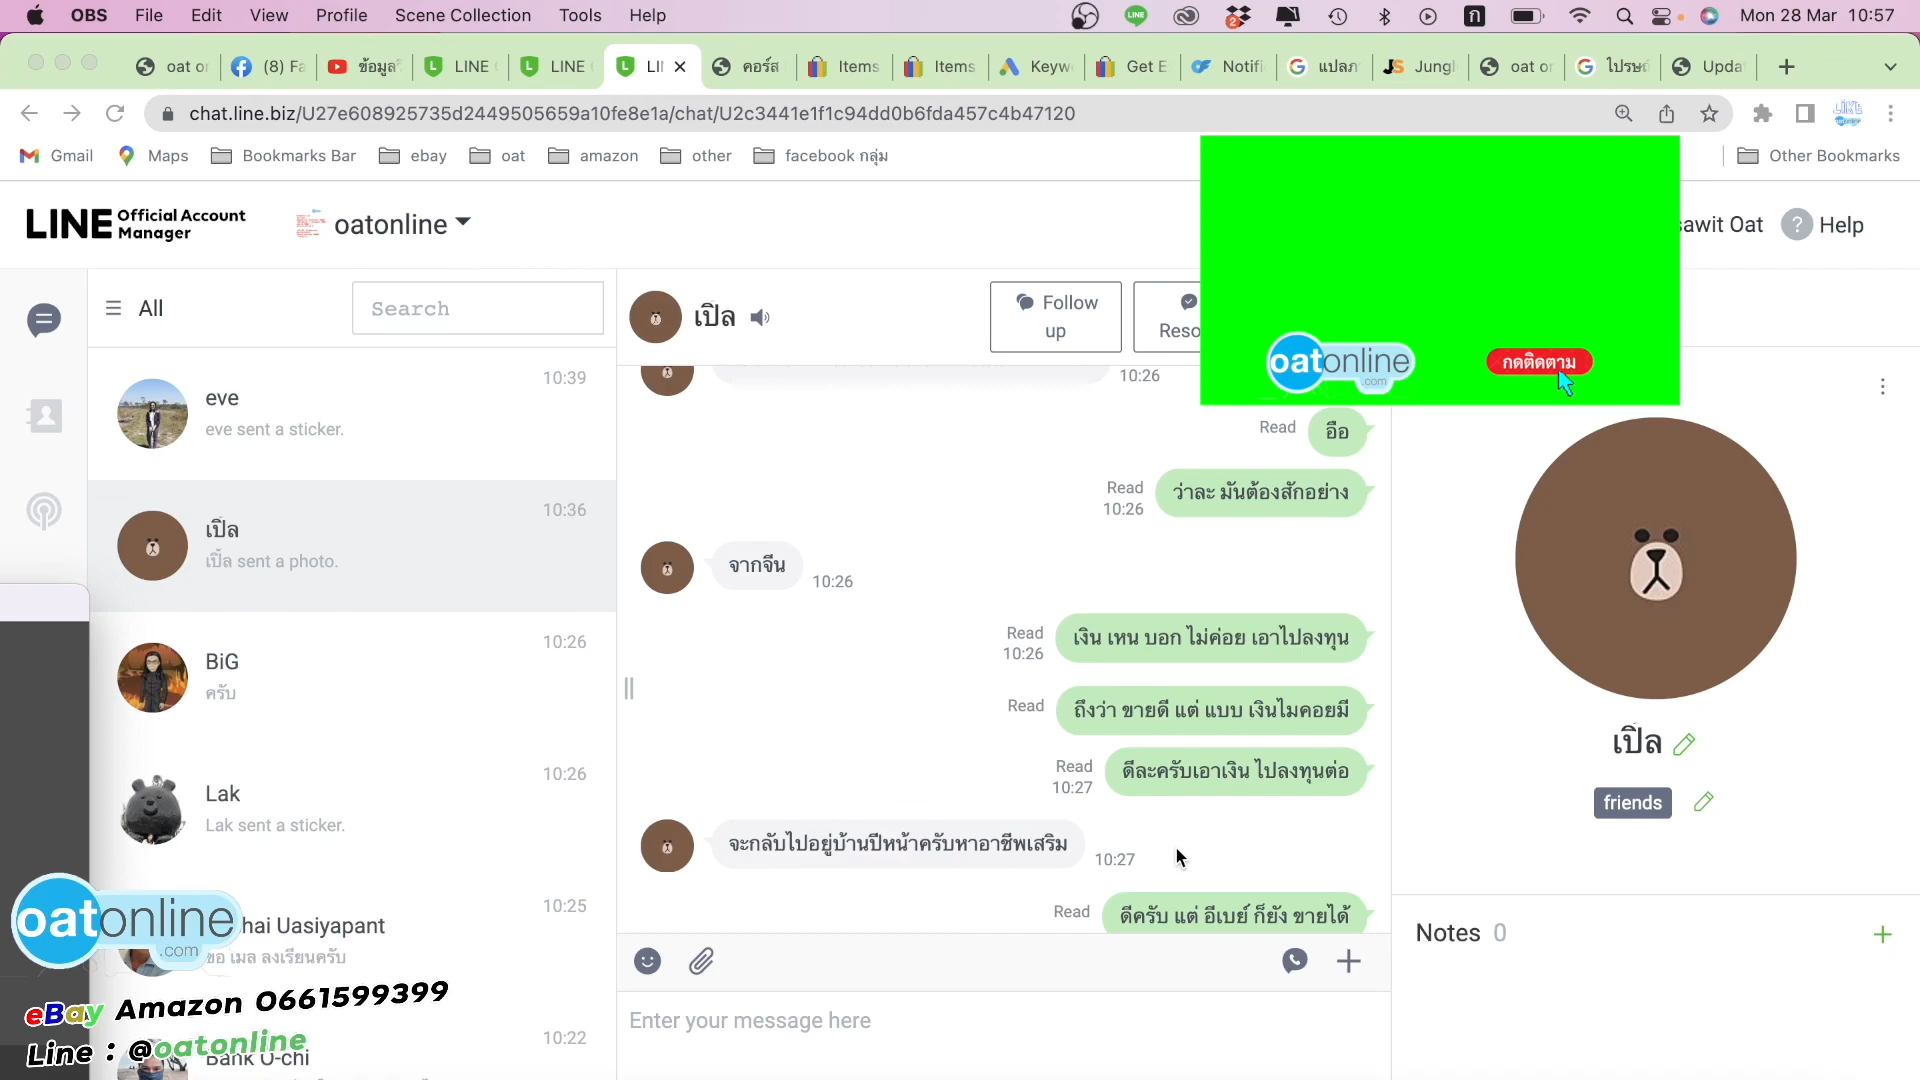 OBS File Edit View Profile Scene Collection Tools Help
LINE 2 ก Mon 28 Mar 10:57
oat or (8) Fa ข้อมูล LINE LINE LI คอร์ส Items Items Keyw Get E Notifi แปลภ Jungl oat or ไปรษณ Upda
chat.line.biz/U27e608925735d2449505659a10fe8e1a/chat/U2c3441e1f1c94dd0b6fda457c4b47120
Gmail Maps Bookmarks Bar ebay oat amazon other facebook กลุ่ม Other Bookmarks
LINE Official Account Manager oatonline
sawit Oat ? Help
All Search
เปิ้ล
Follow up
Reso
oatonline .com
กดติดตาม
eve 10:39
eve sent a sticker.
เปิ้ล 10:36
เปิ้ล sent a photo.
BiG 10:26
ครับ
Lak 10:26
Lak sent a sticker.
hai Uasiyapant 10:25
ขอ เมล ลงเรียนครับ
Bank O-chi 10:22
10:26
Read อือ
Read 10:26 ว่าละ มันต้องสักอย่าง
จากจีน 10:26
Read 10:26 เงิน เหน บอก ไม่ค่อย เอาไปลงทุน
Read ถึงว่า ขายดี แต่ แบบ เงินไมคอยมี
Read 10:27 ดีละครับเอาเงิน ไปลงทุนต่อ
จะกลับไปอยู่บ้านปีหน้าครับหาอาชีพเสริม 10:27
Read ดีครับ แต่ อีเบย์ ก็ยัง ขายได้
Enter your message here
เปิ้ล
friends
Notes 0
oatonline .com
eBay Amazon 0661599399
Line : @oatonline